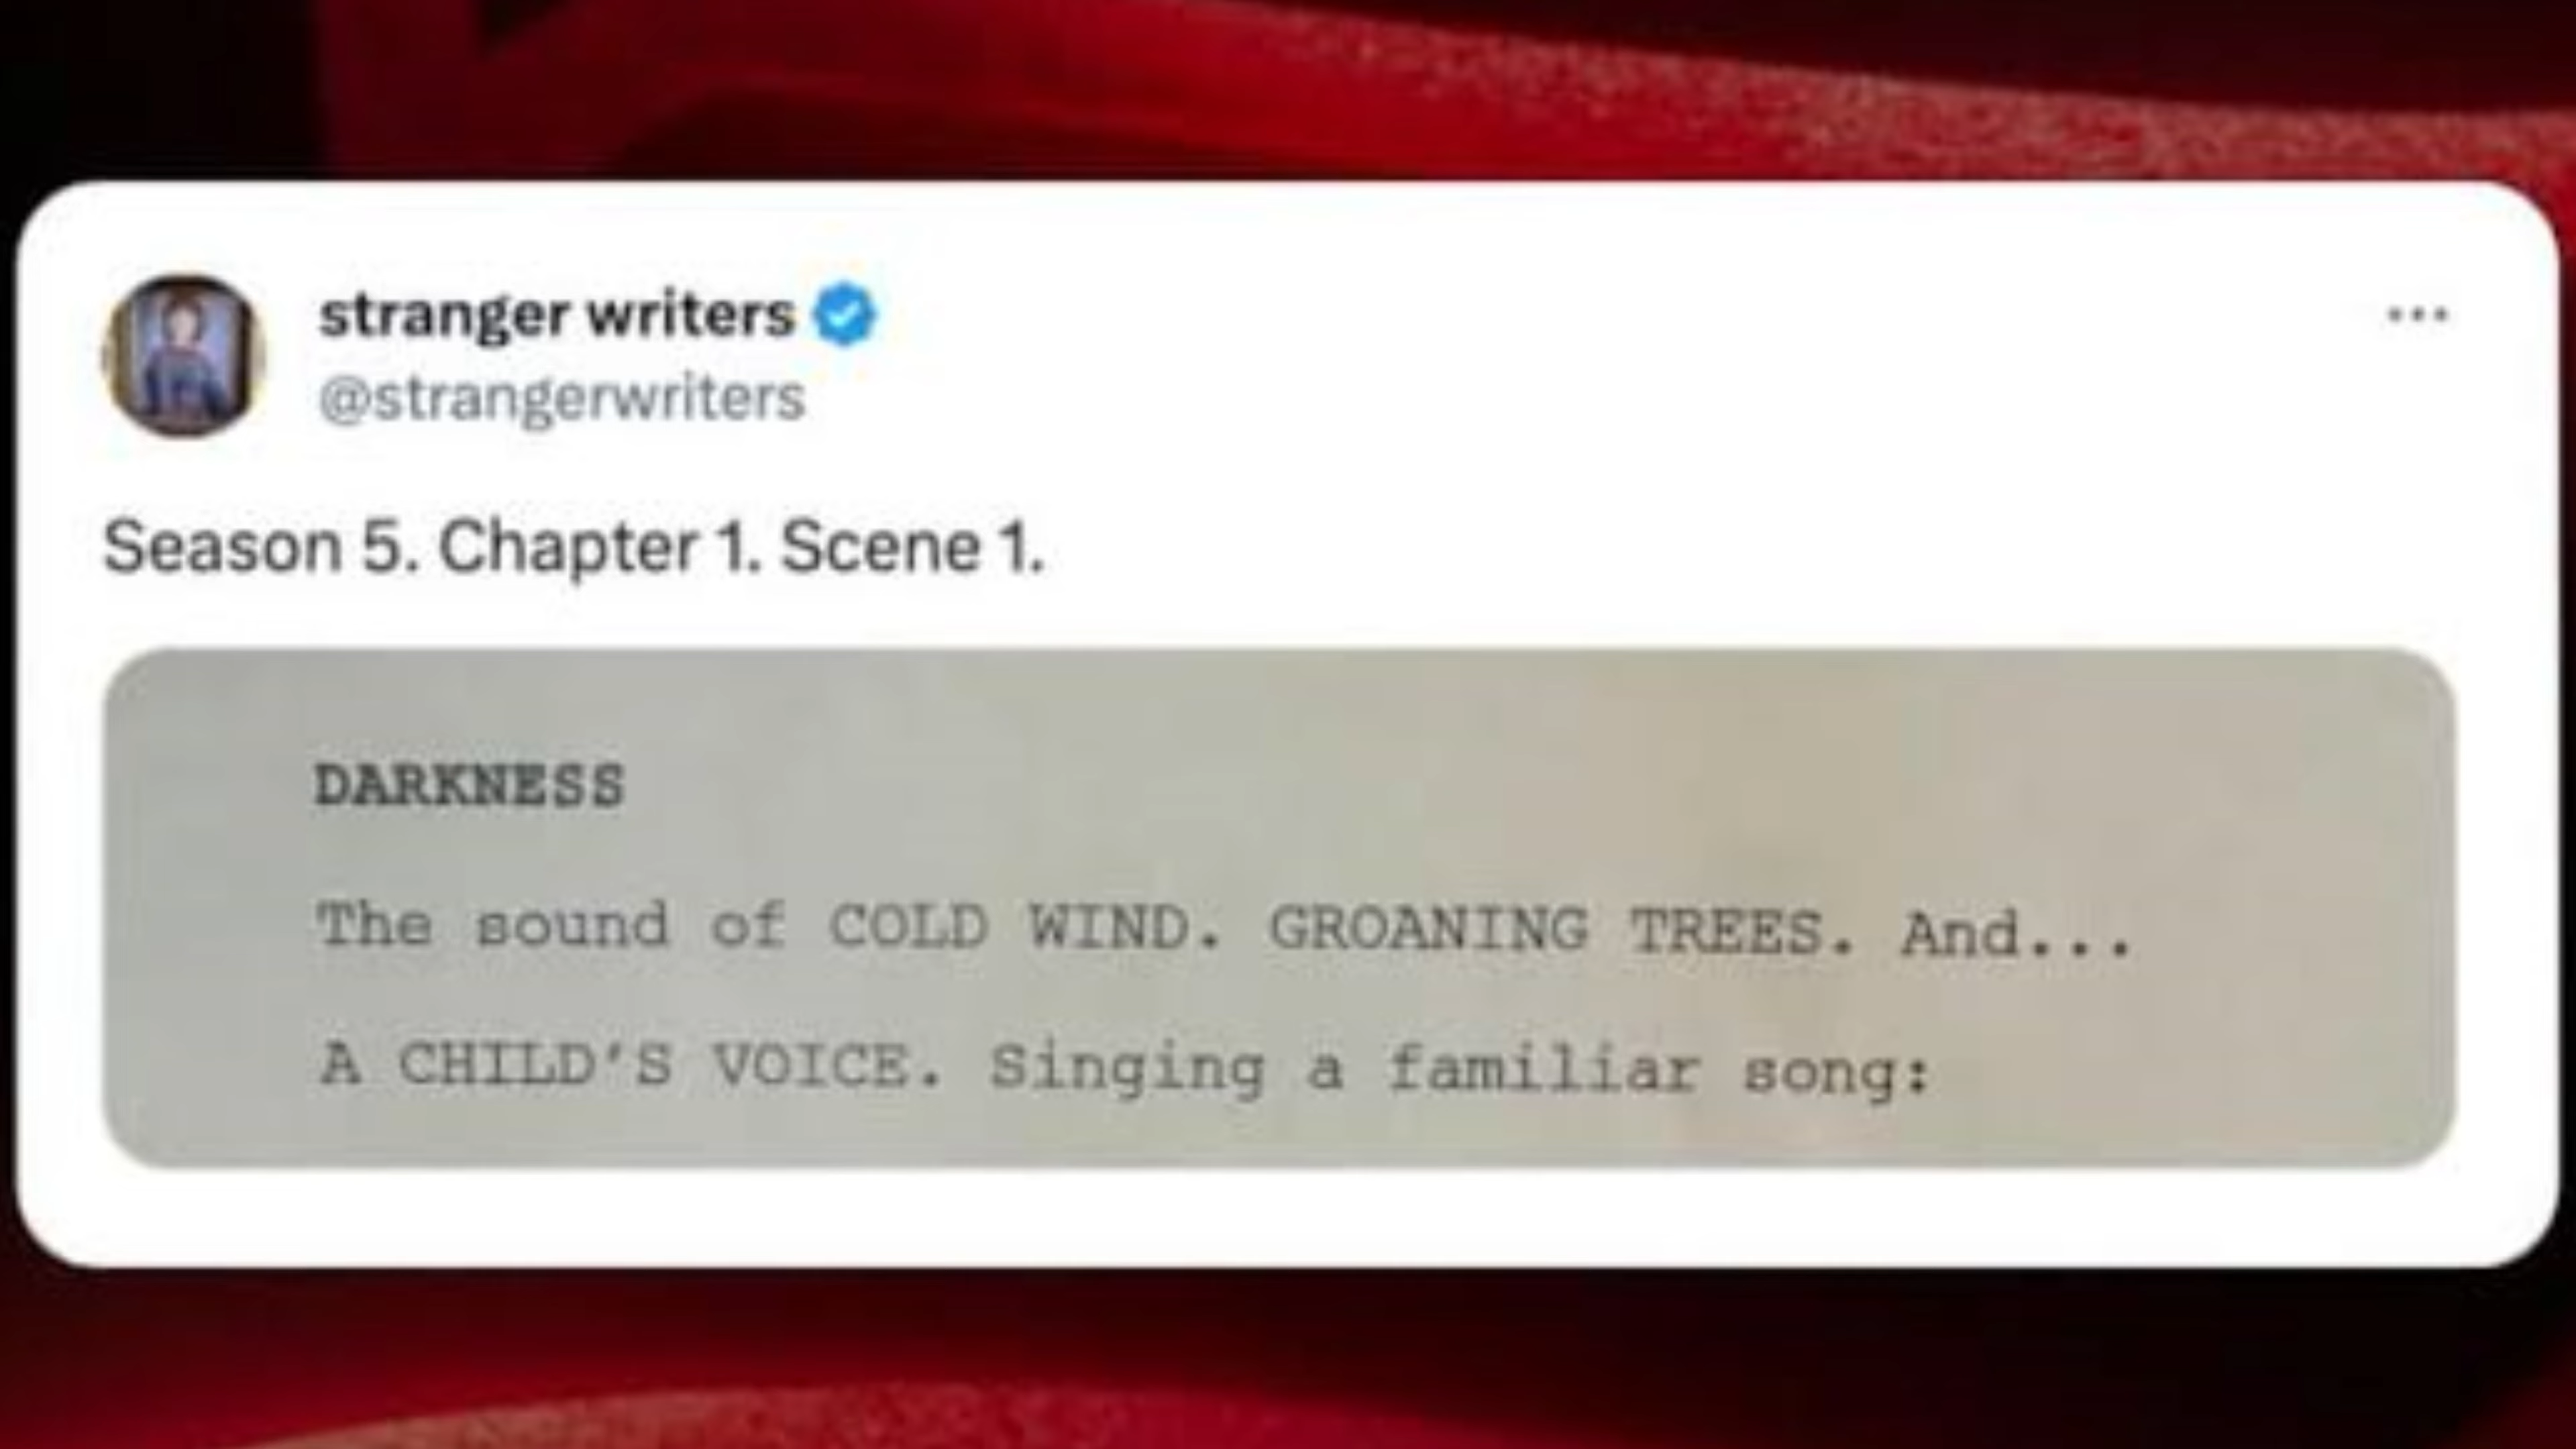 stranger writers
@strangerwriters
Season 5. Chapter 1. Scene 1.
DARKNESS
The sound of COLD WIND. GROANING TREES. And...
A CHILD'S VOICE. Singing a familiar song: